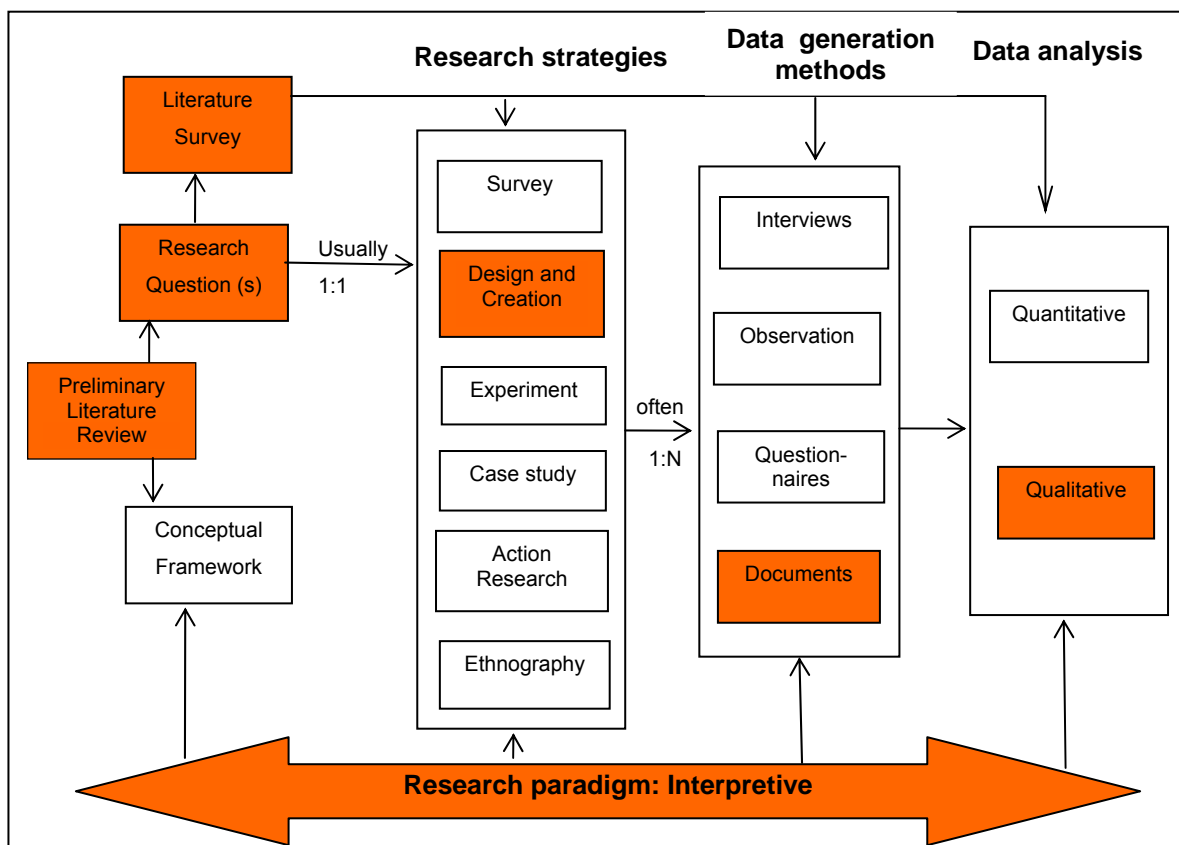 Research strategies
Data generation
methods
Data analysis
Literature
Survey
Research
Question (s)
Preliminary
Literature
Review
Conceptual
Framework
Usually
1:1
Survey
Design and
Creation
Experiment
Case study
Action
Research
Ethnography
often
1:N
Interviews
Observation
Question-
naires
Documents
Quantitative
Qualitative
Research paradigm: Interpretive